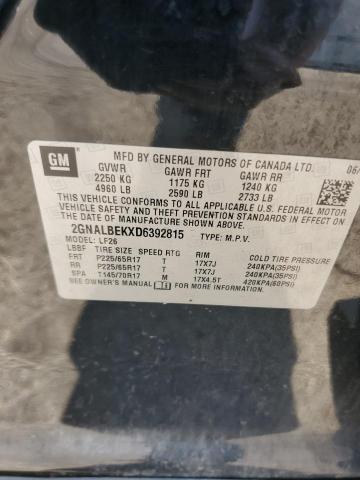 GM
MFD BY GENERAL MOTORS OF CANADA LTD. 06/
GVWR GAWR FRT GAWR RR
2250 KG 1175 KG 1240 KG
4960 LB 2590 LB 2733 LB
THIS VEHICLE CONFORMS TO ALL APPLICABLE U.S. FEDERAL MOTOR
VEHICLE SAFETY AND THEFT PREVENTION STANDARDS IN EFFECT ON THE
DATE OF MANUFACTURE SHOWN ABOVE.
2GNALBEKXD6392815 TYPE: M.P.V.
MODEL: LF26
LBBF TIRE SIZE SPEED RTG RIM COLD TIRE PRESSURE
FRT P225/65R17 T 17X7J 240KPA(35PSI)
RR P225/65R17 T 17X7J 240KPA(35PSI)
SPA T145/70R17 M 17X4.5T 420KPA(60PSI)
SEE OWNER'S MANUAL